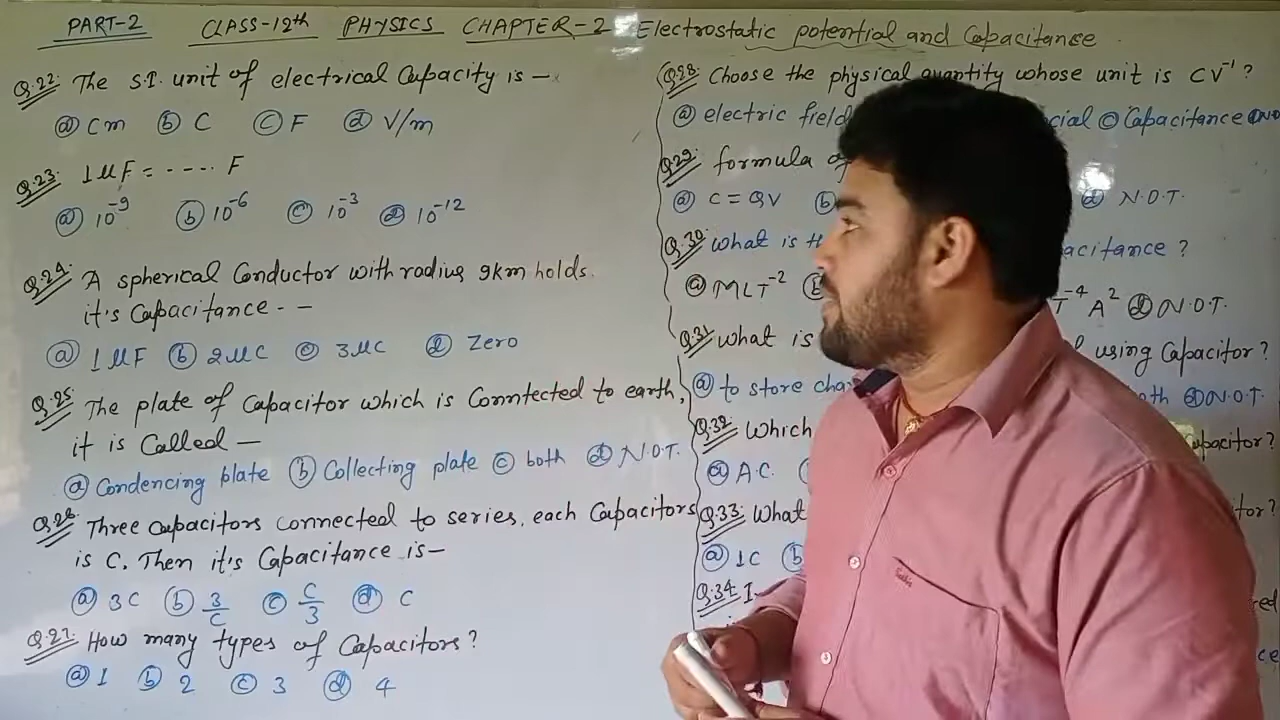 PART-2 CLASS-12th PHYSICS CHAPTER-2 Electrostatic potential and Capacitance
Q.22: The S.I. unit of electrical Capacity is —
(a) Cm (b) C (c) F (d) V/m
Q.23: 1μF = ---- F
(a) 10⁻⁹ (b) 10⁻⁶ (c) 10⁻³ (d) 10⁻¹²
Q.24: A spherical Conductor with radius 9km holds.
it's Capacitance - -
(a) 1μF (b) 2μC (c) 3μC (d) Zero
Q.25: The plate of Capacitor which is Conntected to earth,
it is Called —
(a) Condencing plate (b) Collecting plate (c) both (d) N.O.T.
Q.26: Three Capacitors connected to series, each Capacitors
is C. Then it's Capacitance is—
(a) 3C (b) 3/C (c) C/3 (d) C
Q.27: How many types of Capacitors?
(a) 1 (b) 2 (c) 3 (d) 4
Q.28: Choose the physical quantity whose unit is CV⁻¹?
(a) electric field cial (c) Capacitance
Q.29: formula of
(a) C = QV (b) (d) N.O.T.
Q.30: What is acitance?
(a) MLT⁻² (b) T⁻⁴ A² (d) N.O.T.
Q.31: What is using Capacitor?
(a) to store oth (d) N.O.T.
Q.32: Which apacitor?
(a) A.C.
Q.33: What tor?
(a) 1C (b)
Q.34: I